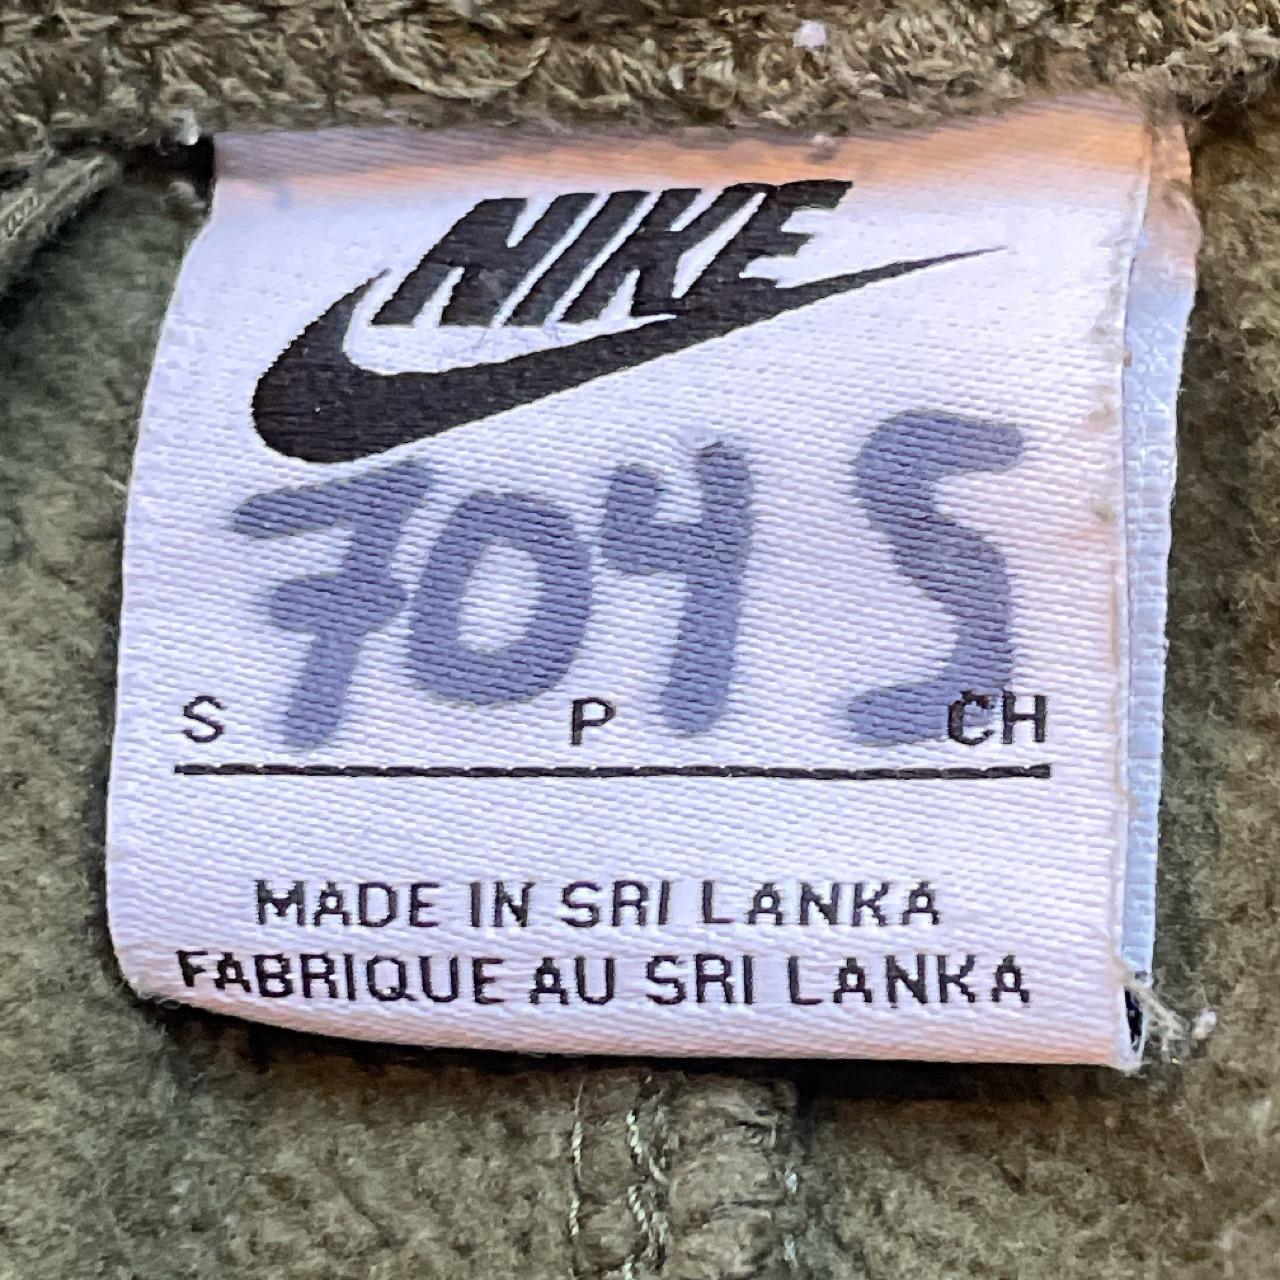 NIKE
704 S
S P CH
MADE IN SRI LANKA
FABRIQUE AU SRI LANKA